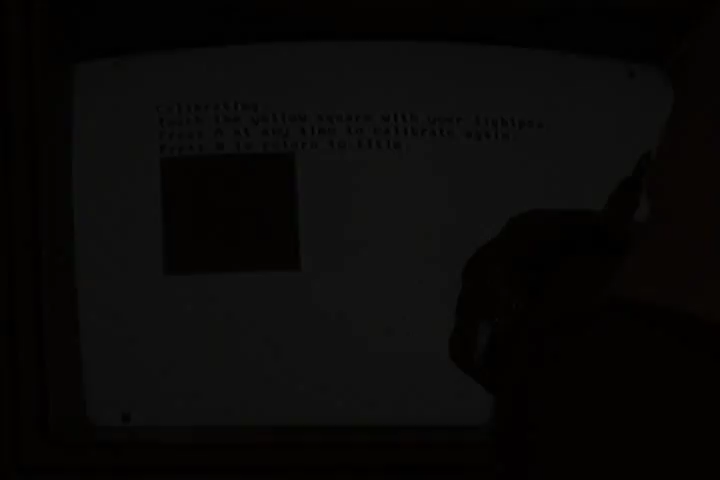 Calibrating
Touch the yellow square with your lightpen.
Press A at any time to calibrate again
Press B to return to title